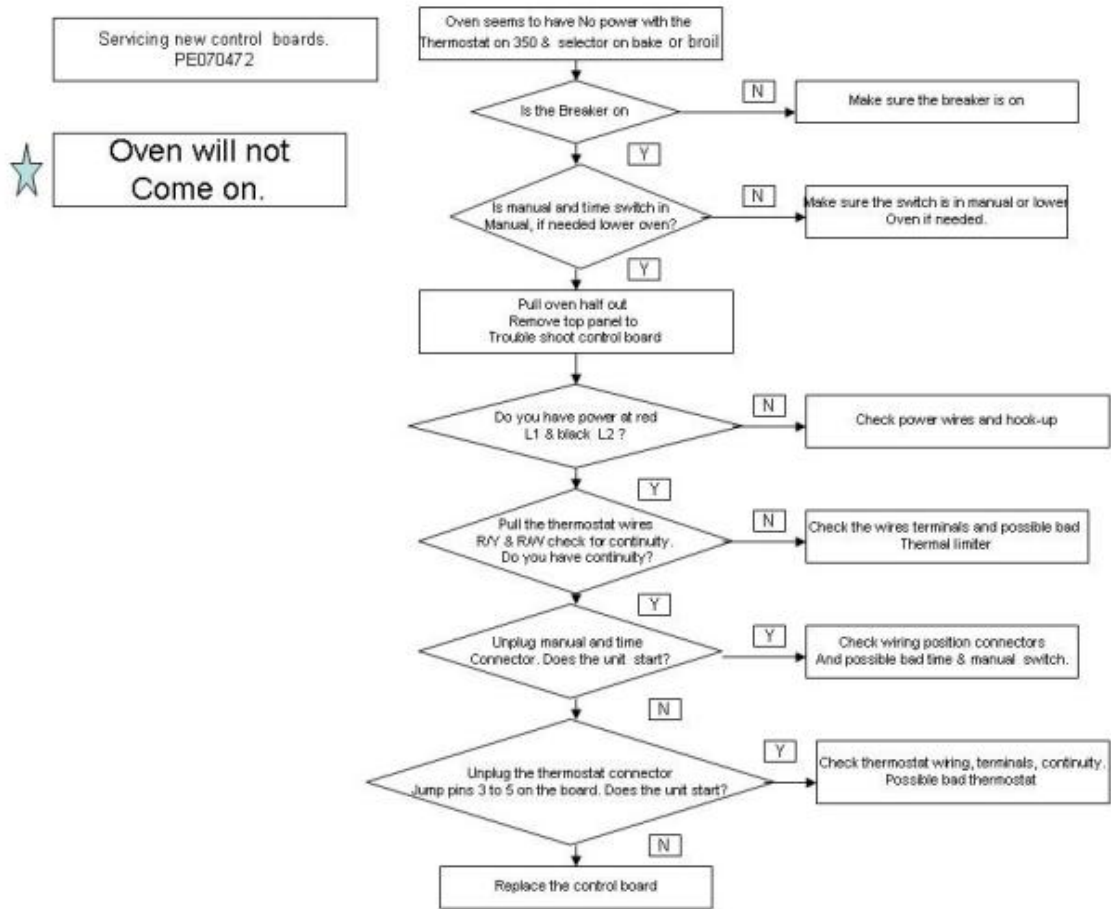 Servicing new control boards.
PE070472
Oven will not
Come on.
Oven seems to have No power with the
Thermostat on 350 & selector on bake or broil
Is the Breaker on
N
Make sure the breaker is on
Y
Is manual and time switch in
Manual, if needed lower oven?
N
Make sure the switch is in manual or lower
Oven if needed.
Y
Pull oven half out
Remove top panel to
Trouble shoot control board
Do you have power at red
L1 & black L2 ?
N
Check power wires and hook-up
Y
Pull the thermostat wires
R/Y & R/W check for continuity.
Do you have continuity?
N
Check the wires terminals and possible bad
Thermal limiter
Y
Unplug manual and time
Connector. Does the unit start?
Y
Check wiring position connectors
And possible bad time & manual switch.
N
Unplug the thermostat connector
Jump pins 3 to 5 on the board. Does the unit start?
Y
Check thermostat wiring, terminals, continuity.
Possible bad thermostat
N
Replace the control board